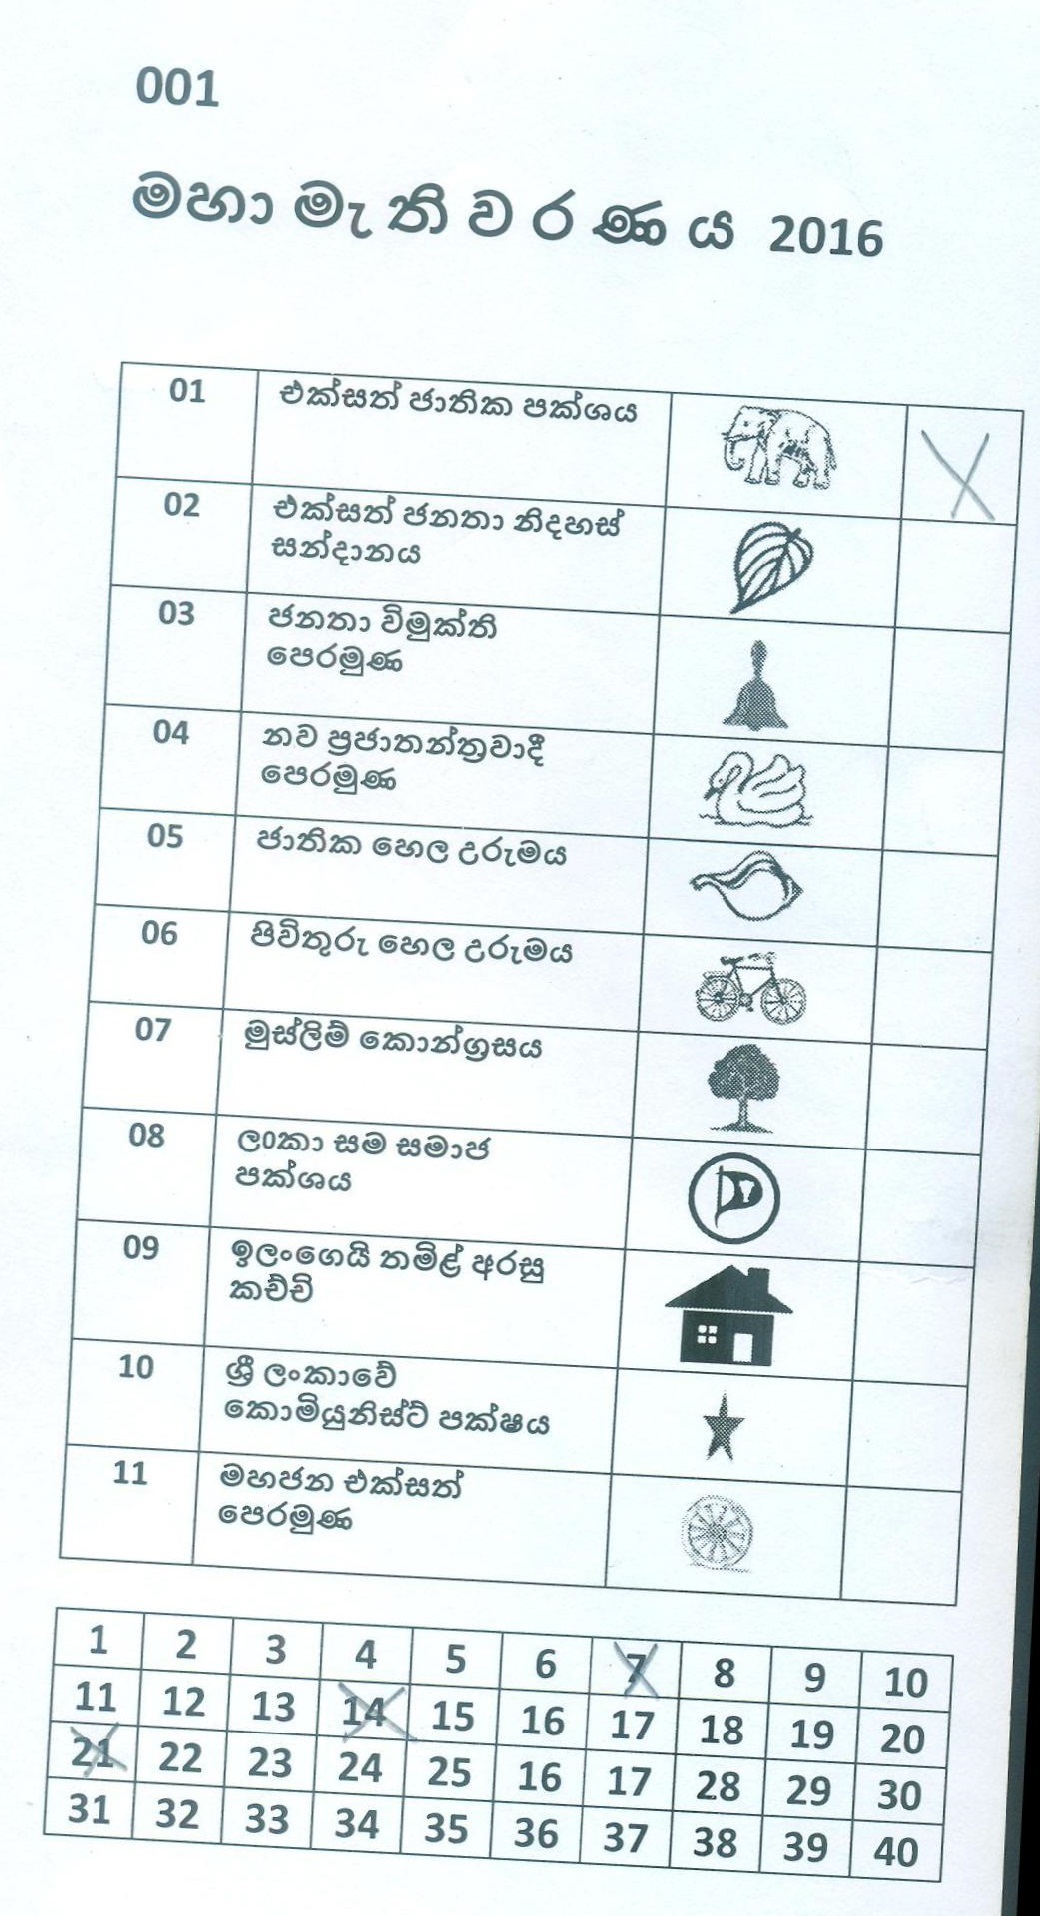 001
මහා මැතිවරණය 2016
01 එක්සත් ජාතික පක්ශය
02 එක්සත් ජනතා නිදහස්
සන්දානය
03 ජනතා විමුක්ති
පෙරමුණ
04 නව ප්‍රජාතන්ත්‍රවාදී
පෙරමුණ
05 ජාතික හෙල උරුමය
06 පිවිතුරු හෙල උරුමය
07 මුස්ලිම් කොන්ග්‍රසය
08 ල0කා සම සමාජ
පක්ශය
09 ඉලංගෙයි තමිළ් අරසු
කච්චි
10 ශ්‍රී ලංකාවේ
කොමියුනිස්ට් පක්ෂය
11 මහජන එක්සත්
පෙරමුණ
1 2 3 4 5 6 7 8 9 10
11 12 13 14 15 16 17 18 19 20
21 22 23 24 25 16 17 28 29 30
31 32 33 34 35 36 37 38 39 40